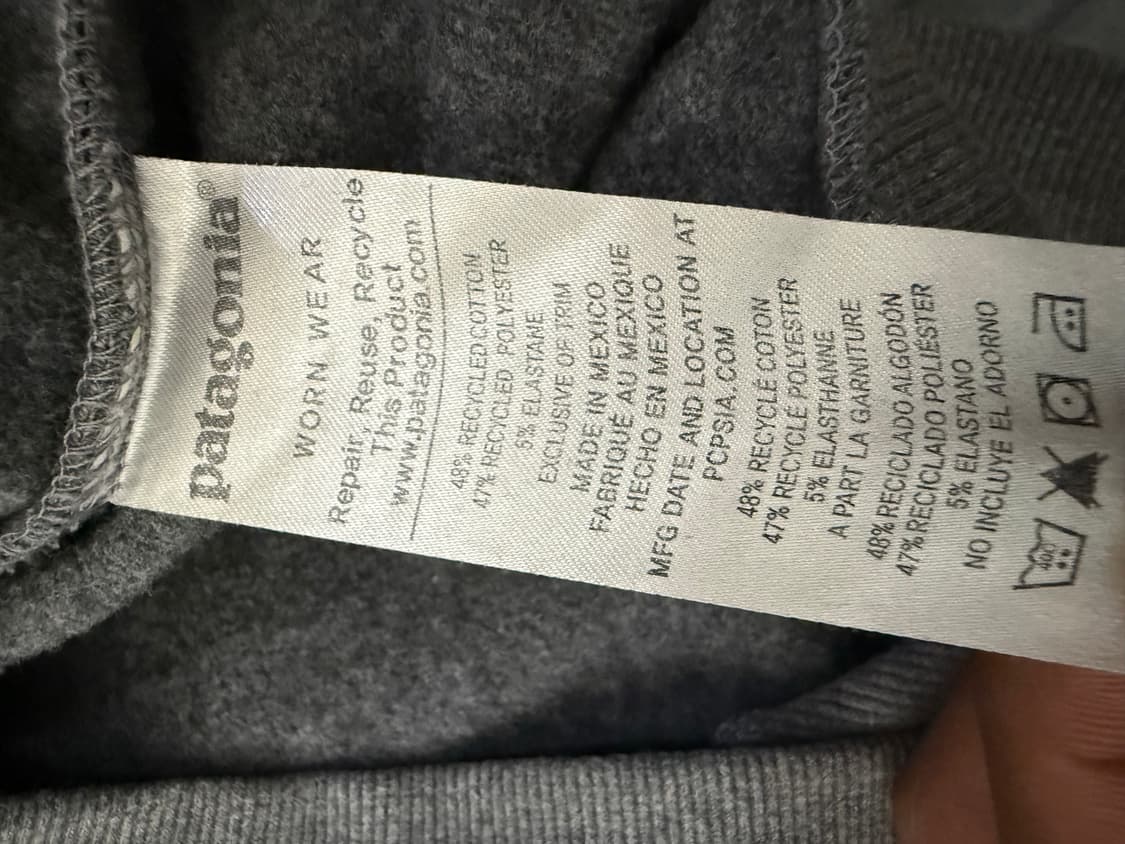 patagonia®
WORN WEAR
Repair, Reuse, Recycle
This Product
www.patagonia.com
48% RECYCLED COTTON
47% RECYCLED POLYESTER
5% ELASTANE
EXCLUSIVE OF TRIM
MADE IN MEXICO
FABRIQUÉ AU MEXIQUE
HECHO EN MEXICO
MFG DATE AND LOCATION AT
PCPSIA.COM
48% RECYCLÉ COTON
47% RECYCLÉ POLYESTER
5% ELASTHANNE
A PART LA GARNITURE
48% RECICLADO ALGODÓN
47% RECICLADO POLIÉSTER
5% ELASTANO
NO INCLUYE EL ADORNO
40C